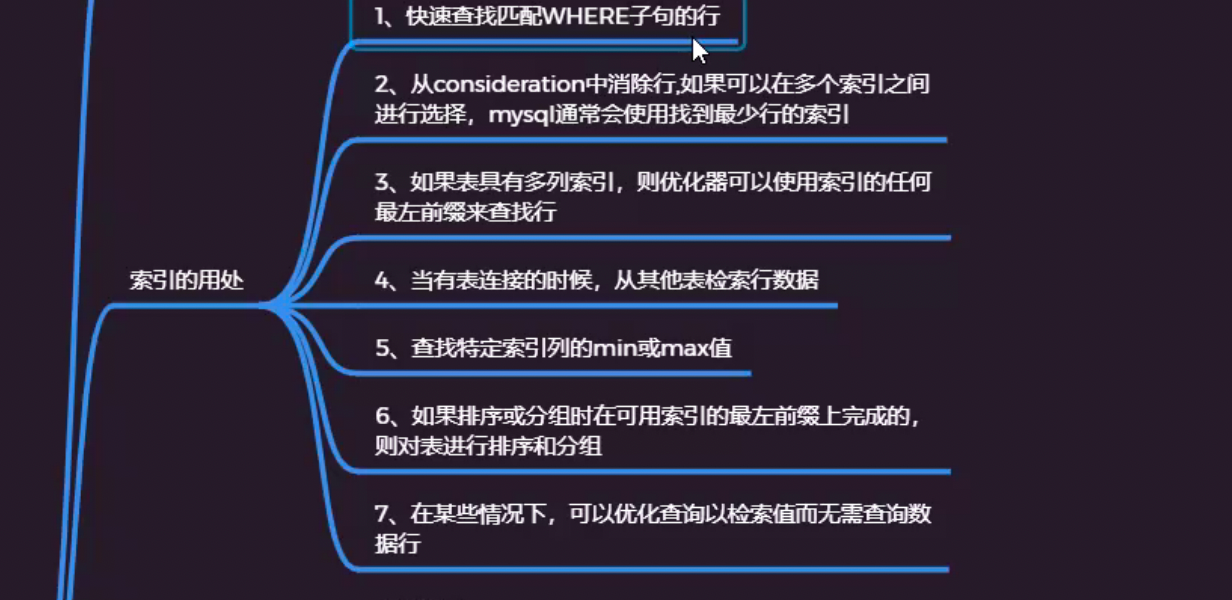 1、快速查找匹配WHERE子句的行
2、从consideration中消除行,如果可以在多个索引之间
进行选择，mysql通常会使用找到最少行的索引
3、如果表具有多列索引，则优化器可以使用索引的任何
最左前缀来查找行
索引的用处
4、当有表连接的时候，从其他表检索行数据
5、查找特定索引列的min或max值
6、如果排序或分组时在可用索引的最左前缀上完成的，
则对表进行排序和分组
7、在某些情况下，可以优化查询以检索值而无需查询数
据行